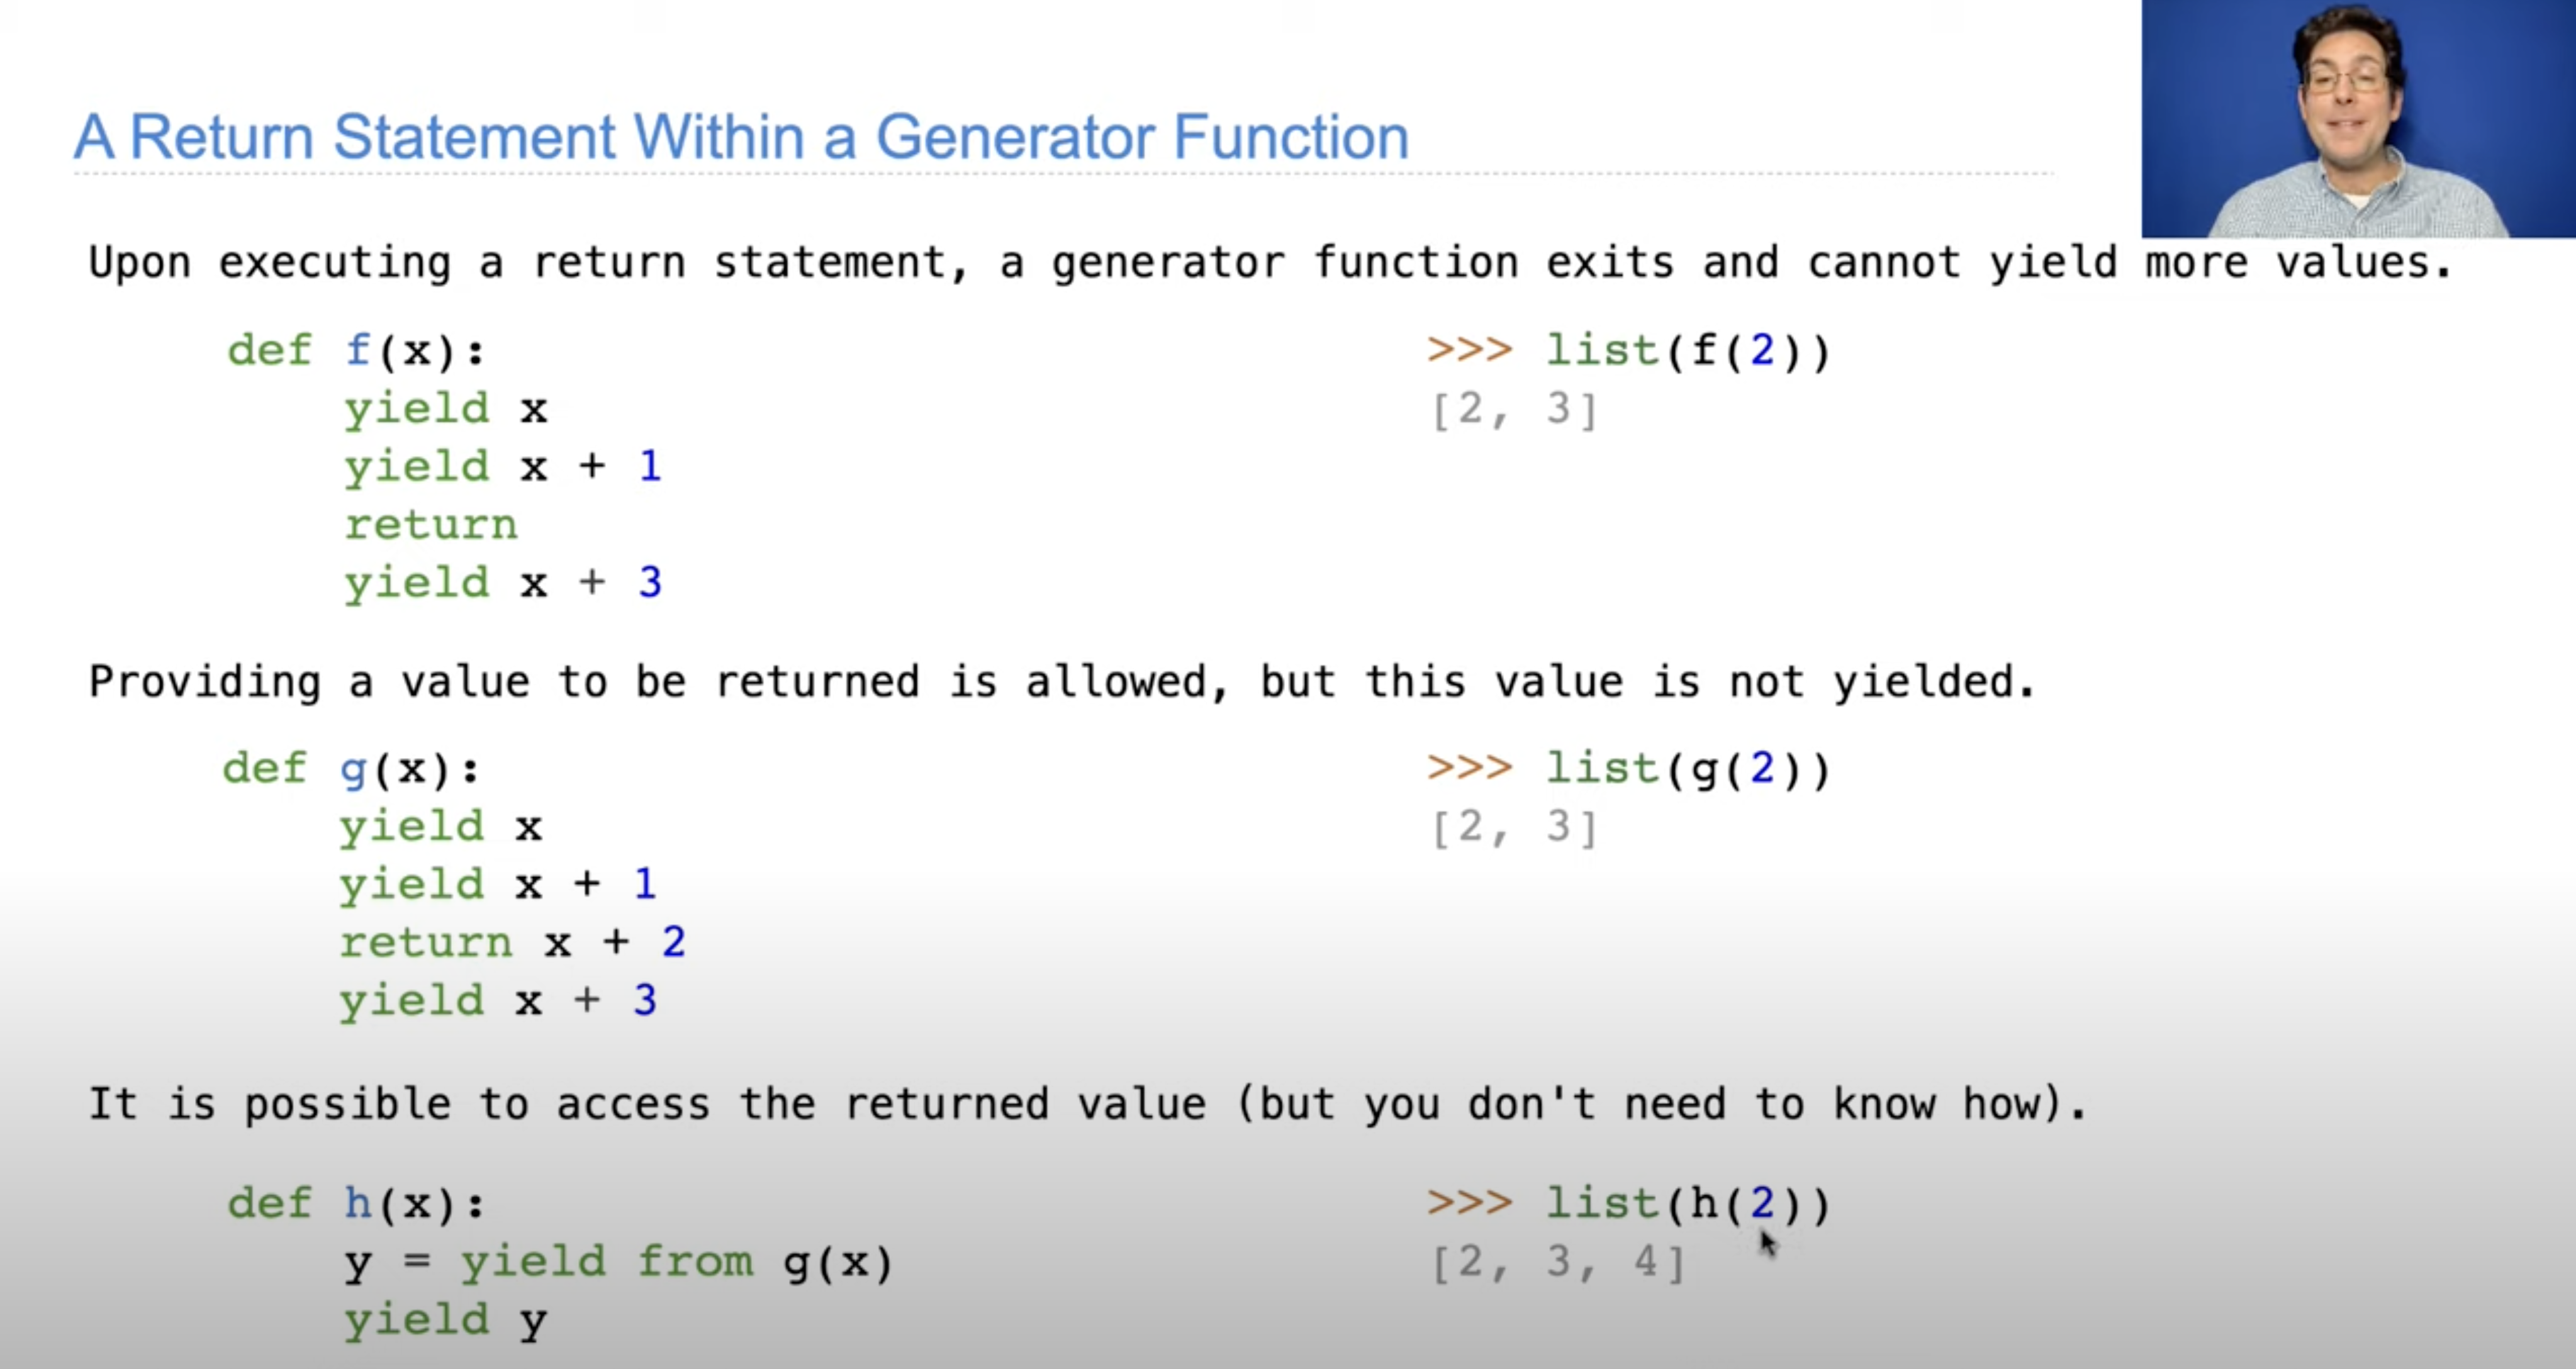 A Return Statement Within a Generator Function
Upon executing a return statement, a generator function exits and cannot yield more values.
def f(x):
    yield x
    yield x + 1
    return
    yield x + 3
>>> list(f(2))
[2, 3]
Providing a value to be returned is allowed, but this value is not yielded.
def g(x):
    yield x
    yield x + 1
    return x + 2
    yield x + 3
>>> list(g(2))
[2, 3]
It is possible to access the returned value (but you don't need to know how).
def h(x):
    y = yield from g(x)
    yield y
>>> list(h(2))
[2, 3, 4]